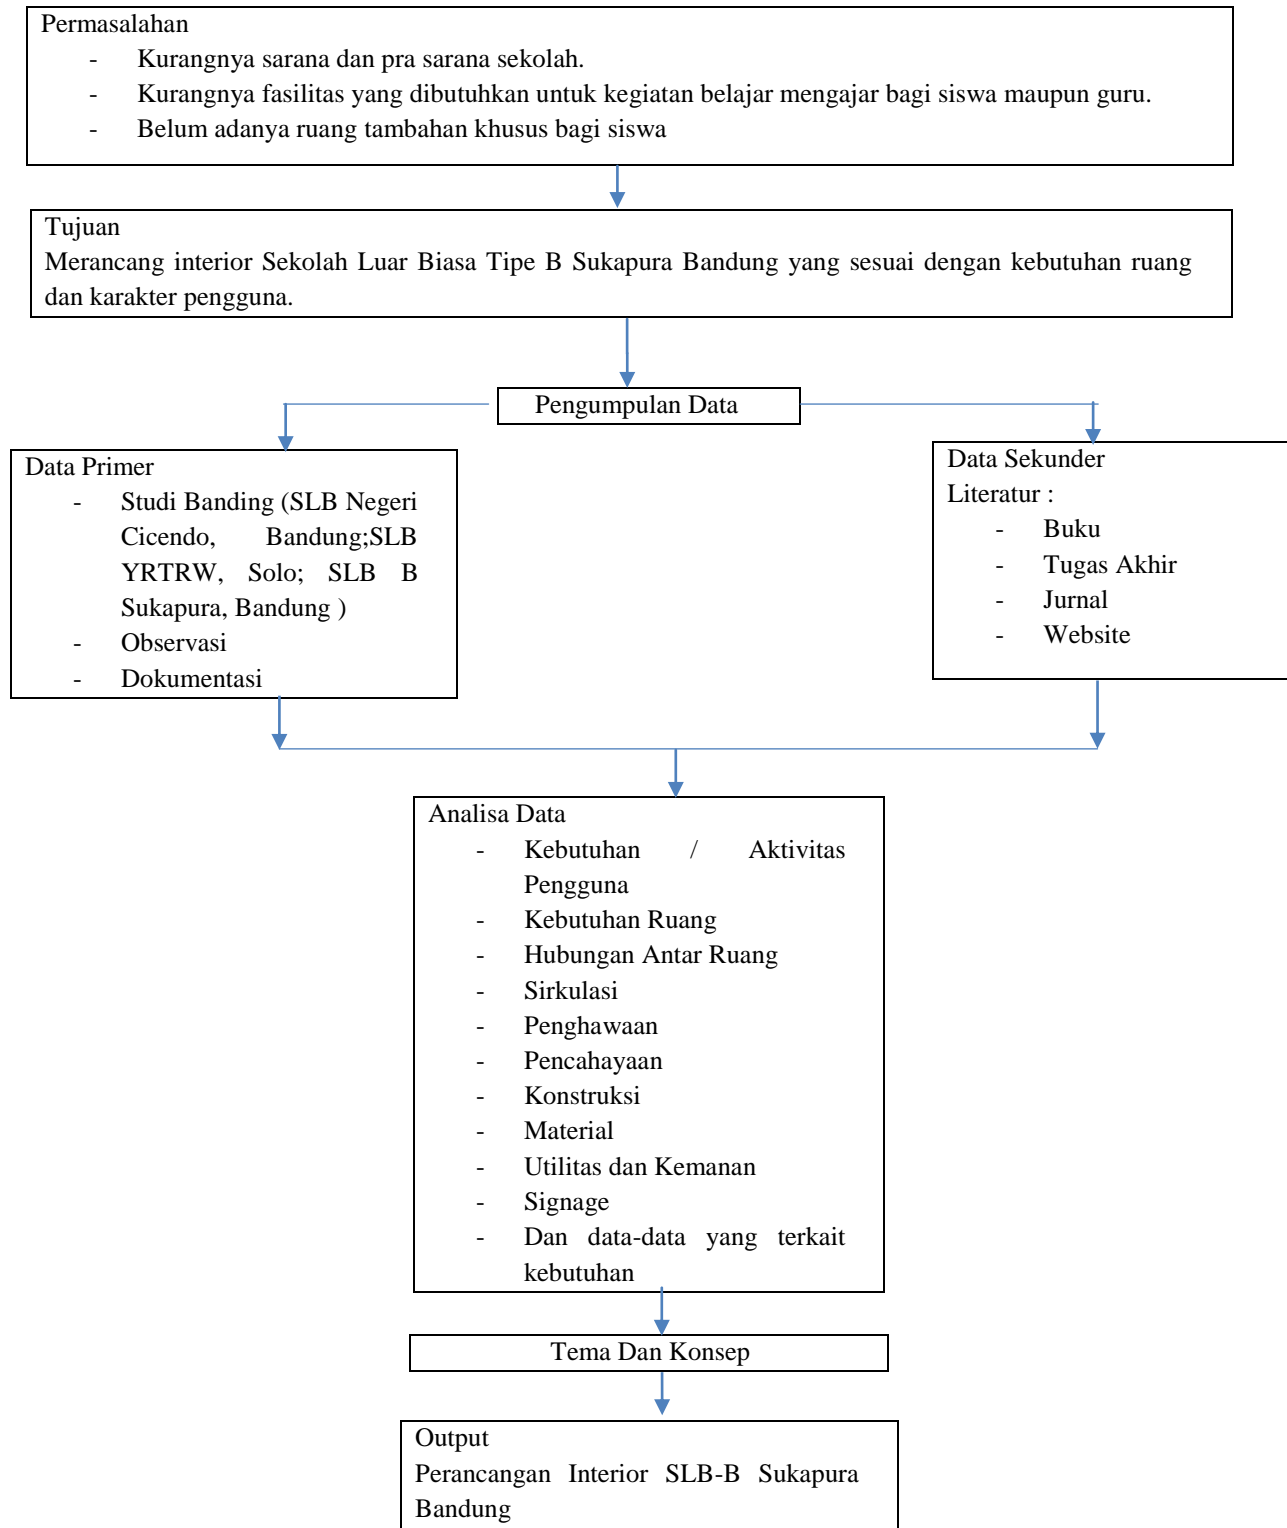 Permasalahan
- Kurangnya sarana dan pra sarana sekolah.
- Kurangnya fasilitas yang dibutuhkan untuk kegiatan belajar mengajar bagi siswa maupun guru.
- Belum adanya ruang tambahan khusus bagi siswa
Tujuan
Merancang interior Sekolah Luar Biasa Tipe B Sukapura Bandung yang sesuai dengan kebutuhan ruang
dan karakter pengguna.
Pengumpulan Data
Data Primer
- Studi Banding (SLB Negeri
Cicendo, Bandung;SLB
YRTRW, Solo; SLB B
Sukapura, Bandung )
- Observasi
- Dokumentasi
Data Sekunder
Literatur :
- Buku
- Tugas Akhir
- Jurnal
- Website
Analisa Data
- Kebutuhan / Aktivitas
Pengguna
- Kebutuhan Ruang
- Hubungan Antar Ruang
- Sirkulasi
- Penghawaan
- Pencahayaan
- Konstruksi
- Material
- Utilitas dan Kemanan
- Signage
- Dan data-data yang terkait
kebutuhan
Tema Dan Konsep
Output
Perancangan Interior SLB-B Sukapura
Bandung